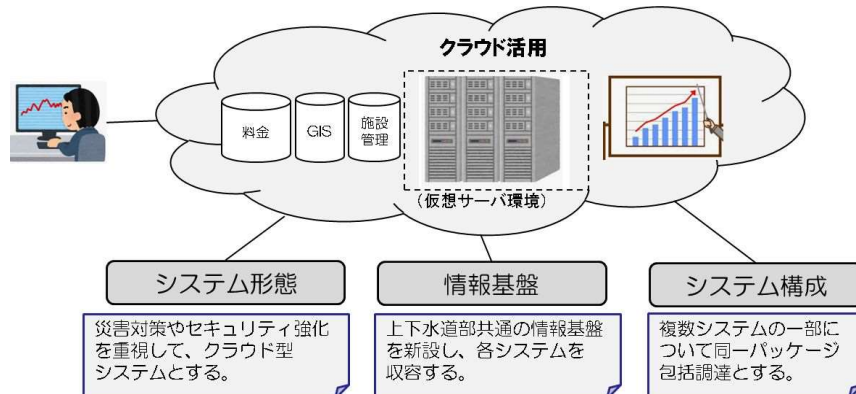 クラウド活用
料金
GIS
施設
管理
(仮想サーバ環境)
システム形態
情報基盤
システム構成
災害対策やセキュリティ強化
を重視して、クラウド型
システムとする。
上下水道部共通の情報基盤
を新設し、各システムを
収容する。
複数システムの一部に
ついて同一パッケージ
包括調達とする。